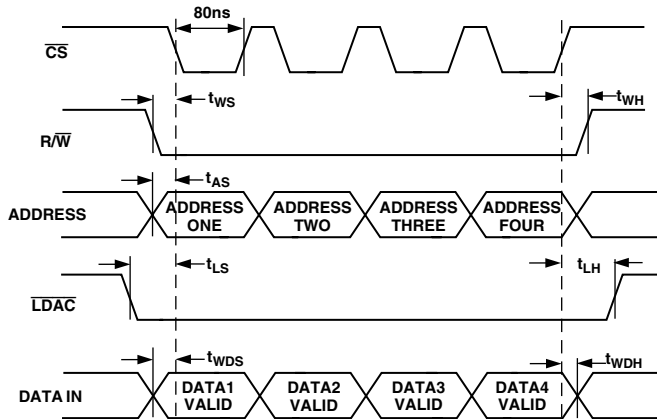 80ns
CS
tWS
tWH
R/W
tAS
ADDRESS
ADDRESS ONE
ADDRESS TWO
ADDRESS THREE
ADDRESS FOUR
tLS
tLH
LDAC
tWDS
tWDH
DATA IN
DATA1 VALID
DATA2 VALID
DATA3 VALID
DATA4 VALID